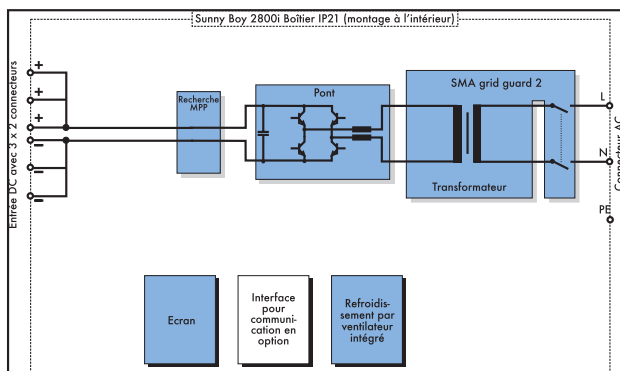 Sunny Boy 2800i Boîtier IP21 (montage à l'intérieur)
Entrée DC avec 3 x 2 connecteurs
+
+
+
–
–
–
Recherche
MPP
Pont
SMA grid guard 2
Transformateur
L
N
PE
Connecteur AC
Ecran
Interface
pour
communi-
cation en
option
Refroidis-
sement par
ventilateur
intégré